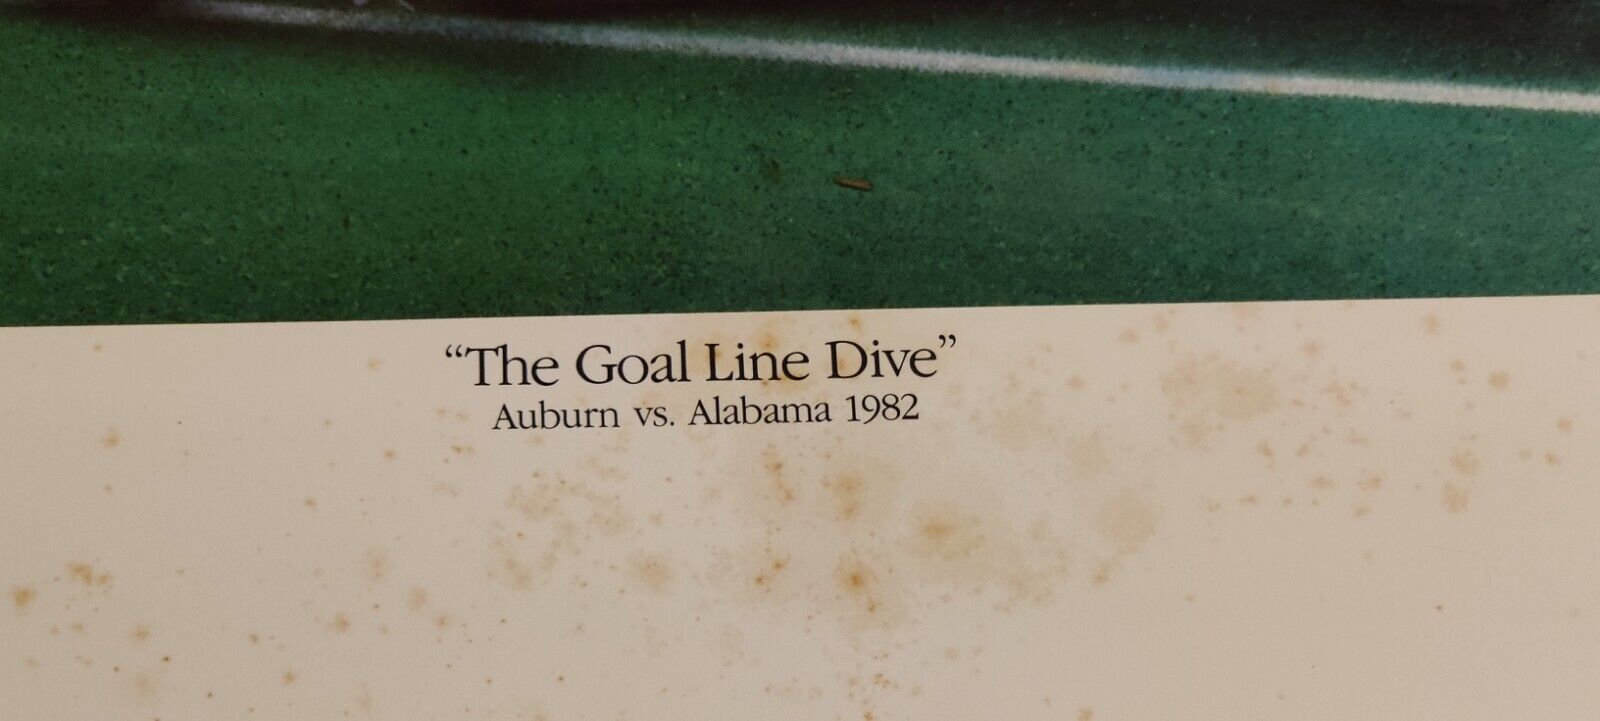 “The Goal Line Dive”
Auburn vs. Alabama 1982